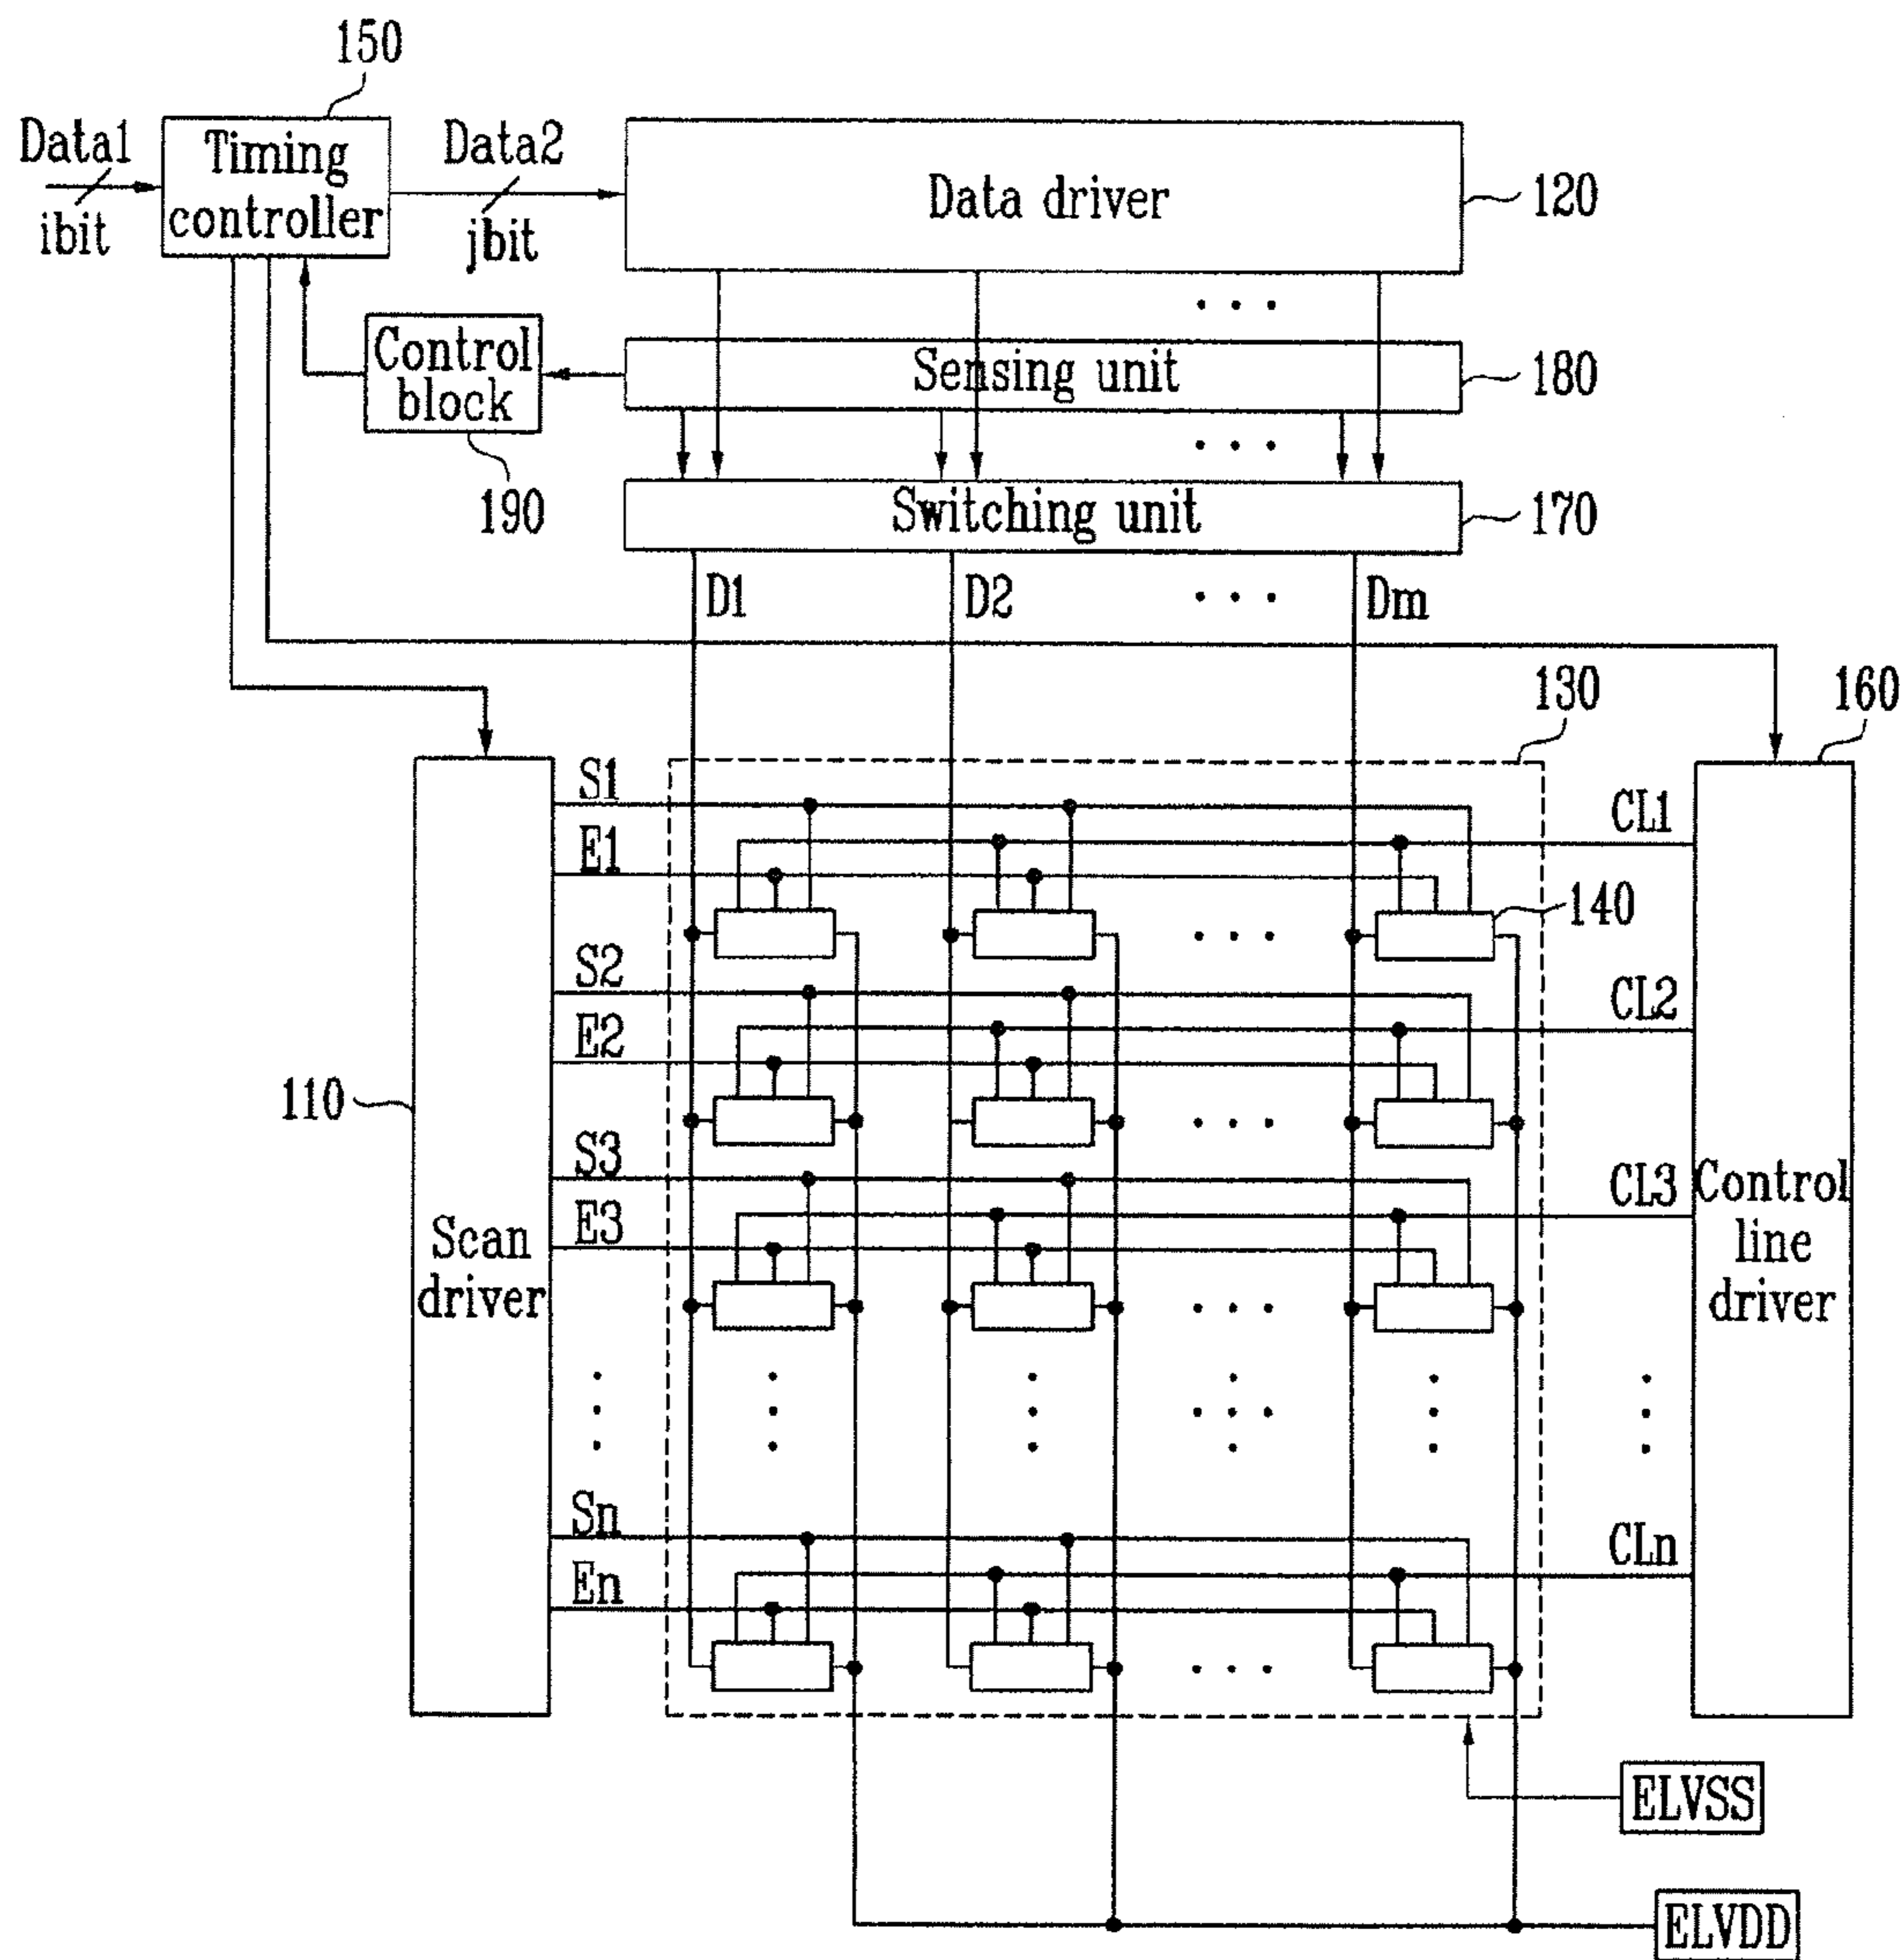 150
Data1
ibit
Timing
controller
Data2
jbit
Data driver
120
Control
block
190
Sensing unit
180
Switching unit
170
D1
D2
Dm
130
160
S1
E1
CL1
140
S2
E2
CL2
110
S3
E3
CL3
Scan
driver
Control
line
driver
Sn
En
CLn
ELVSS
ELVDD